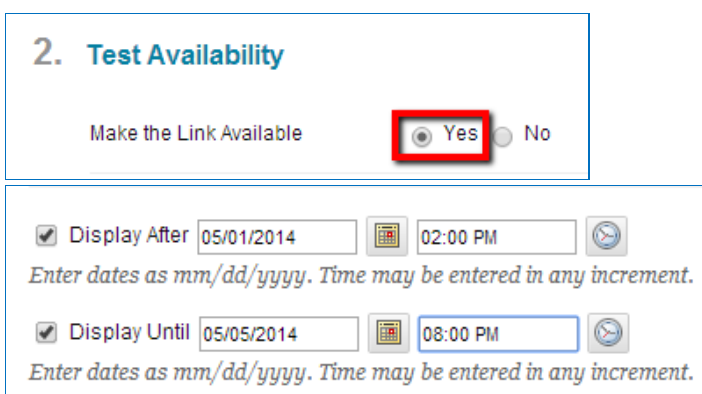 2. Test Availability
Make the Link Available Yes No
Display After 05/01/2014 02:00 PM
Enter dates as mm/dd/yyyy. Time may be entered in any increment.
Display Until 05/05/2014 08:00 PM
Enter dates as mm/dd/yyyy. Time may be entered in any increment.